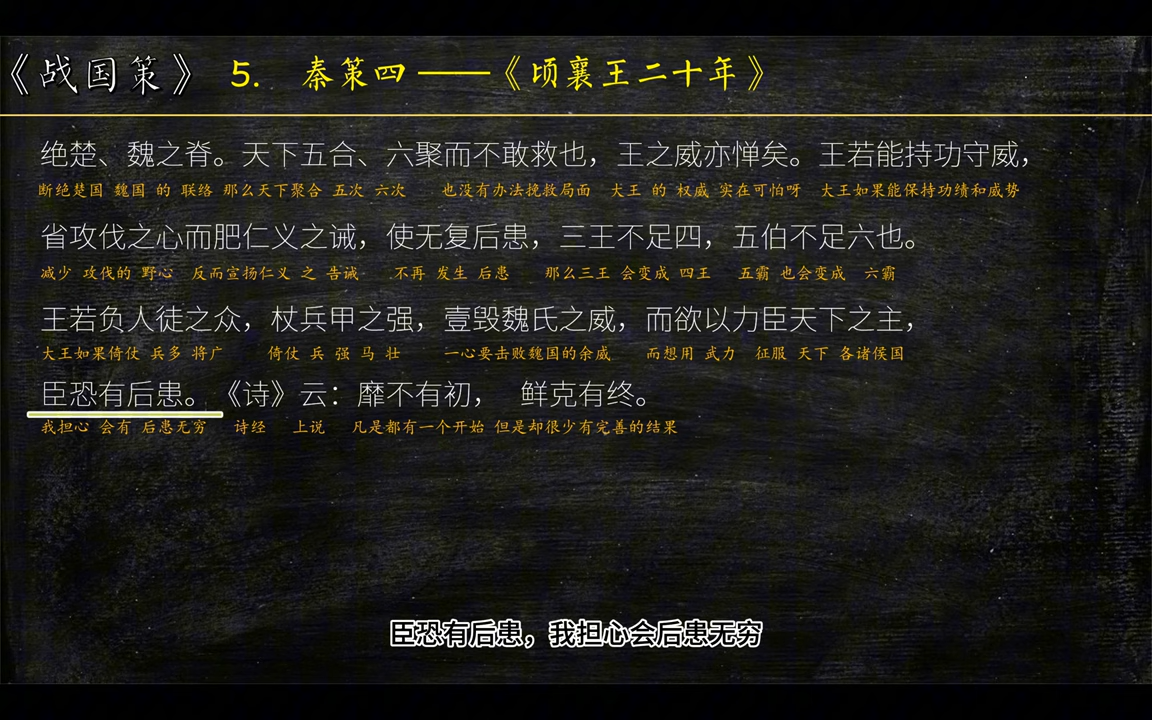 《战国策》 5. 秦策四 ——《顷襄王二十年》
绝楚、魏之脊。天下五合、六聚而不敢救也，王之威亦惮矣。王若能持功守威，
断绝楚国 魏国 的 联络 那么天下聚合 五次 六次 也没有办法挽救局面 大王 的 权威 实在可怕呀 大王如果能保持功绩和威势
省攻伐之心而肥仁义之诫，使无复后患，三王不足四，五伯不足六也。
减少 攻伐的 野心 反而宣扬仁义 之 告诫 不再 发生 后患 那么三王 会变成 四王 五霸 也会变成 六霸
王若负人徒之众，杖兵甲之强，壹毁魏氏之威，而欲以力臣天下之主，
大王如果倚仗 兵多 将广 倚仗 兵 强 马 壮 一心要击败魏国的余威 而想用 武力 征服 天下 各诸侯国
臣恐有后患。《诗》云：靡不有初， 鲜克有终。
我担心 会有 后患无穷 诗经 上说 凡是都有一个开始 但是却很少有完善的结果
臣恐有后患，我担心会后患无穷